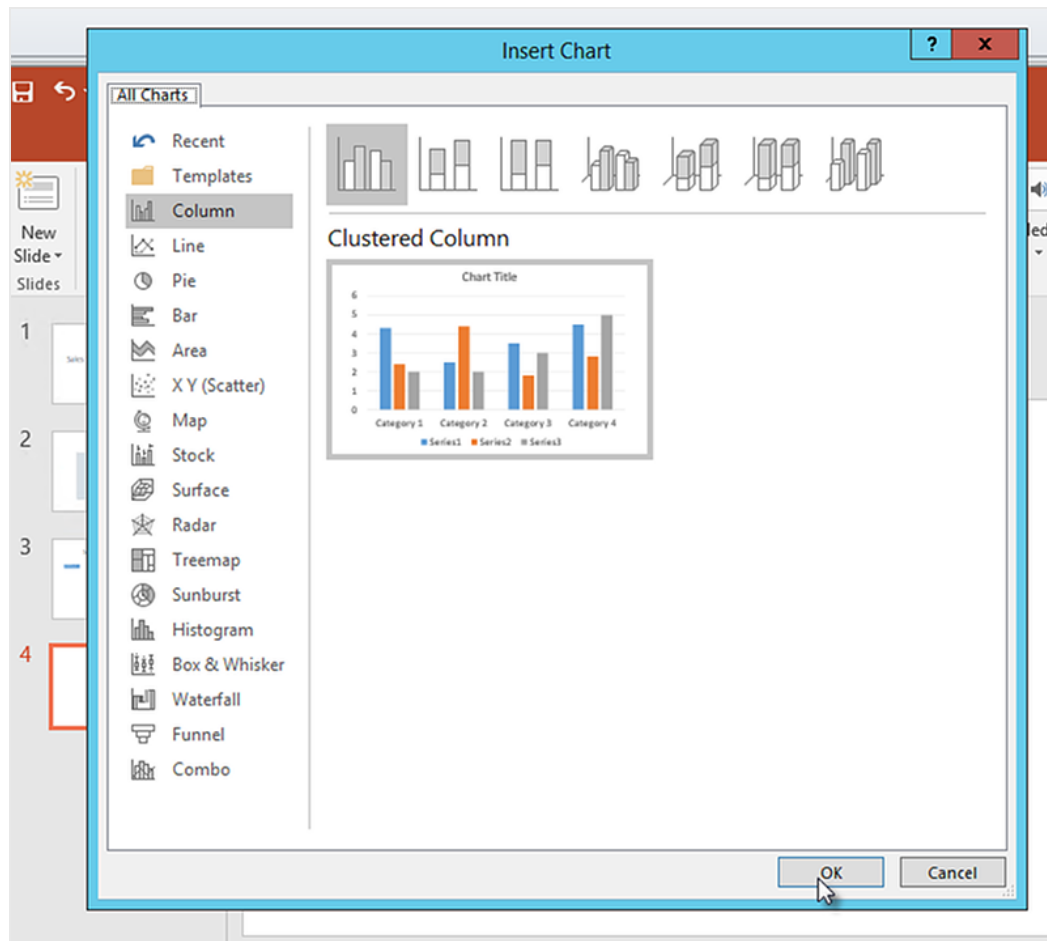 Insert Chart
?
x
All Charts
Recent
Templates
Column
Line
Pie
Bar
Area
X Y (Scatter)
Map
Stock
Surface
Radar
Treemap
Sunburst
Histogram
Box & Whisker
Waterfall
Funnel
Combo
Clustered Column
Chart Title
6
5
4
3
2
1
0
Category 1 Category 2 Category 3 Category 4
Series1 Series2 Series3
OK Cancel
New
Slide
Slides
1
Sales
2
3
4